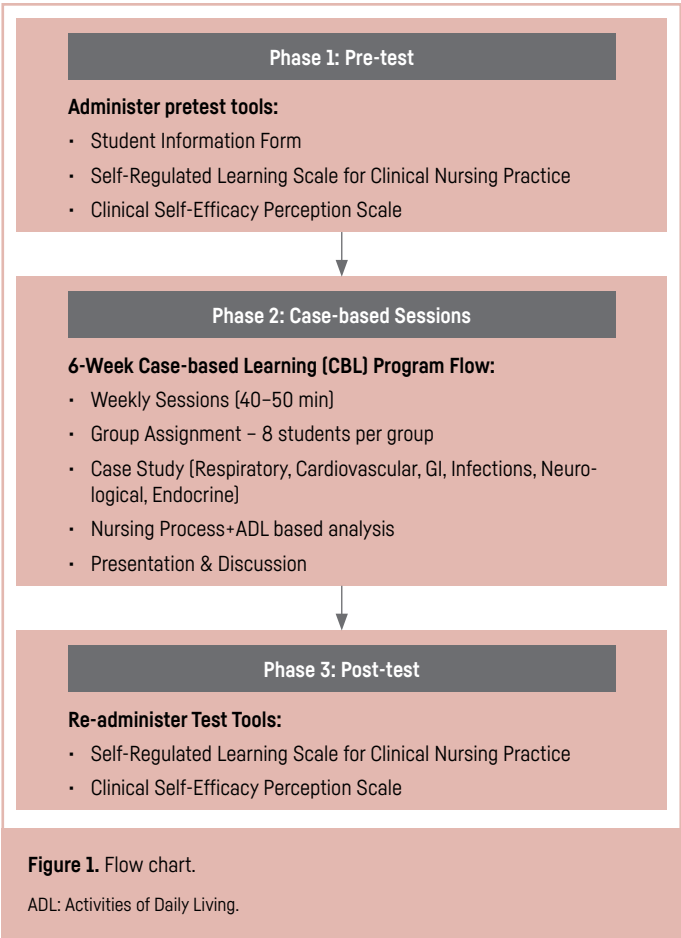 Phase 1: Pre-test
Administer pretest tools:
• Student Information Form
• Self-Regulated Learning Scale for Clinical Nursing Practice
• Clinical Self-Efficacy Perception Scale
Phase 2: Case-based Sessions
6-Week Case-based Learning (CBL) Program Flow:
• Weekly Sessions (40–50 min)
• Group Assignment – 8 students per group
• Case Study (Respiratory, Cardiovascular, GI, Infections, Neuro-
logical, Endocrine)
• Nursing Process+ADL based analysis
• Presentation & Discussion
Phase 3: Post-test
Re-administer Test Tools:
• Self-Regulated Learning Scale for Clinical Nursing Practice
• Clinical Self-Efficacy Perception Scale
Figure 1. Flow chart.
ADL: Activities of Daily Living.